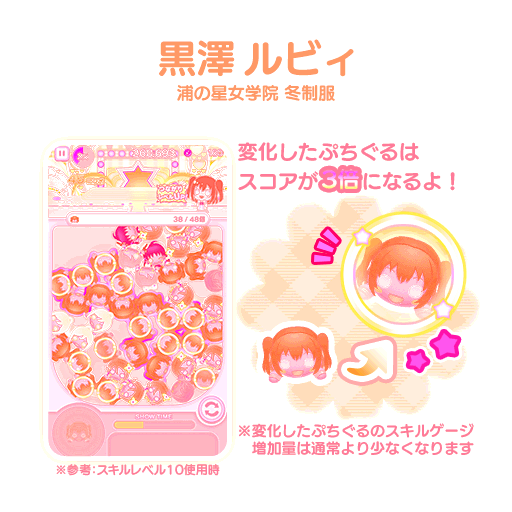 黒澤 ルビィ
浦の星女学院 冬制服
変化したぷちぐるは
スコアが3倍になるよ！
38 / 48個
SHOW TIME
※変化したぷちぐるのスキルゲージ
増加量は通常より少なくなります
※参考：スキルレベル10使用時